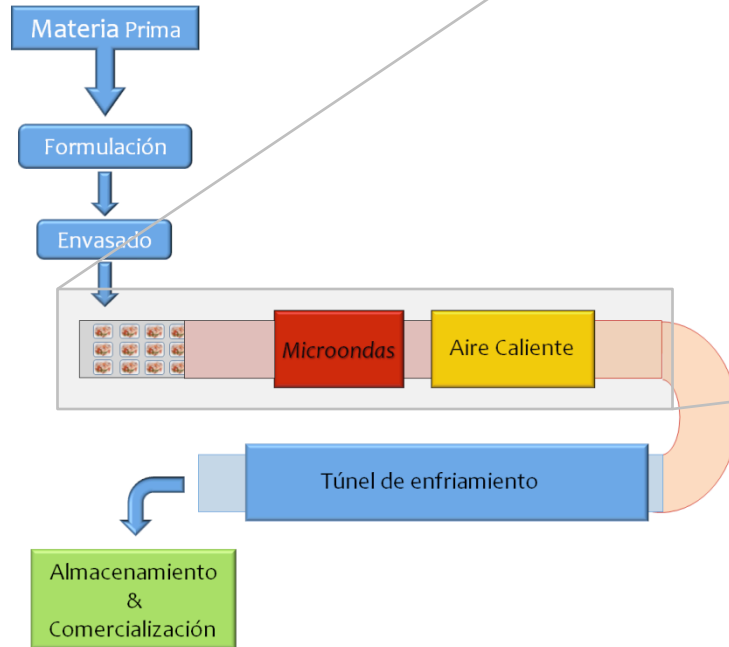 Materia Prima
Formulación
Envasado
Microondas
Aire Caliente
Túnel de enfriamiento
Almacenamiento
&
Comercialización